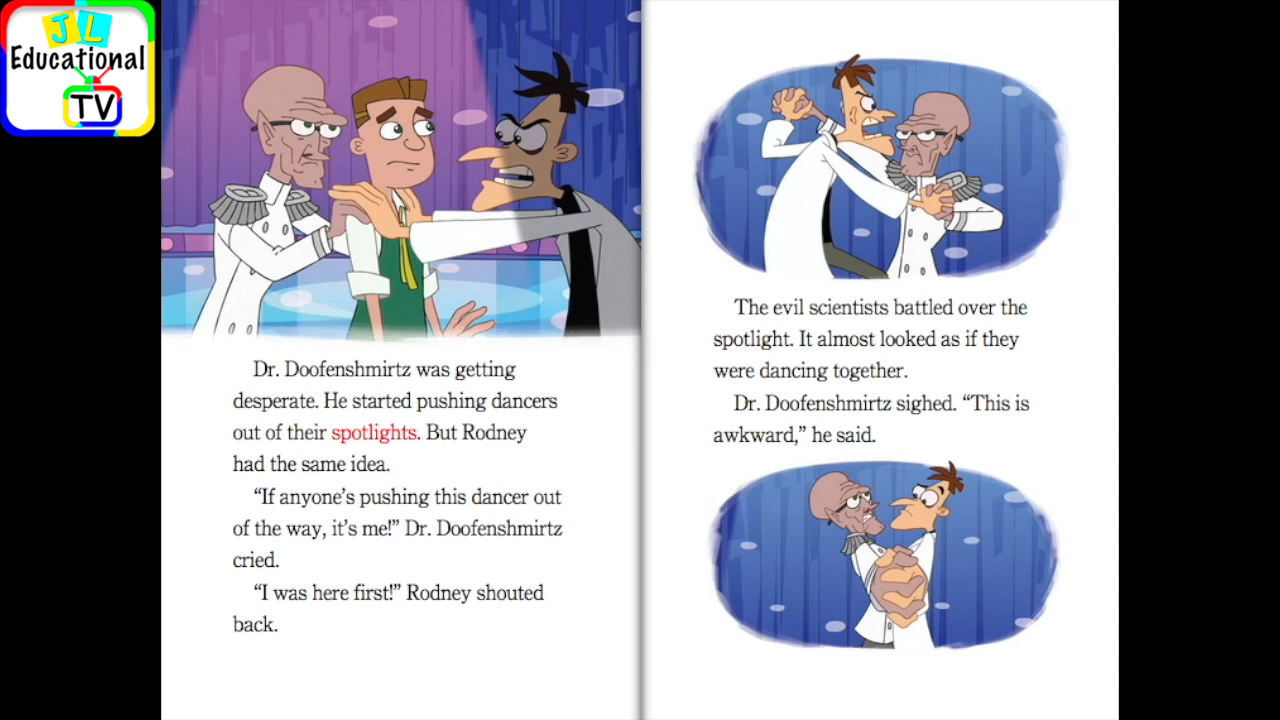 JL
Educational
TV
Dr. Doofenshmirtz was getting
desperate. He started pushing dancers
out of their spotlights. But Rodney
had the same idea.
“If anyone’s pushing this dancer out
of the way, it’s me!” Dr. Doofenshmirtz
cried.
“I was here first!” Rodney shouted
back.
The evil scientists battled over the
spotlight. It almost looked as if they
were dancing together.
Dr. Doofenshmirtz sighed. “This is
awkward,” he said.